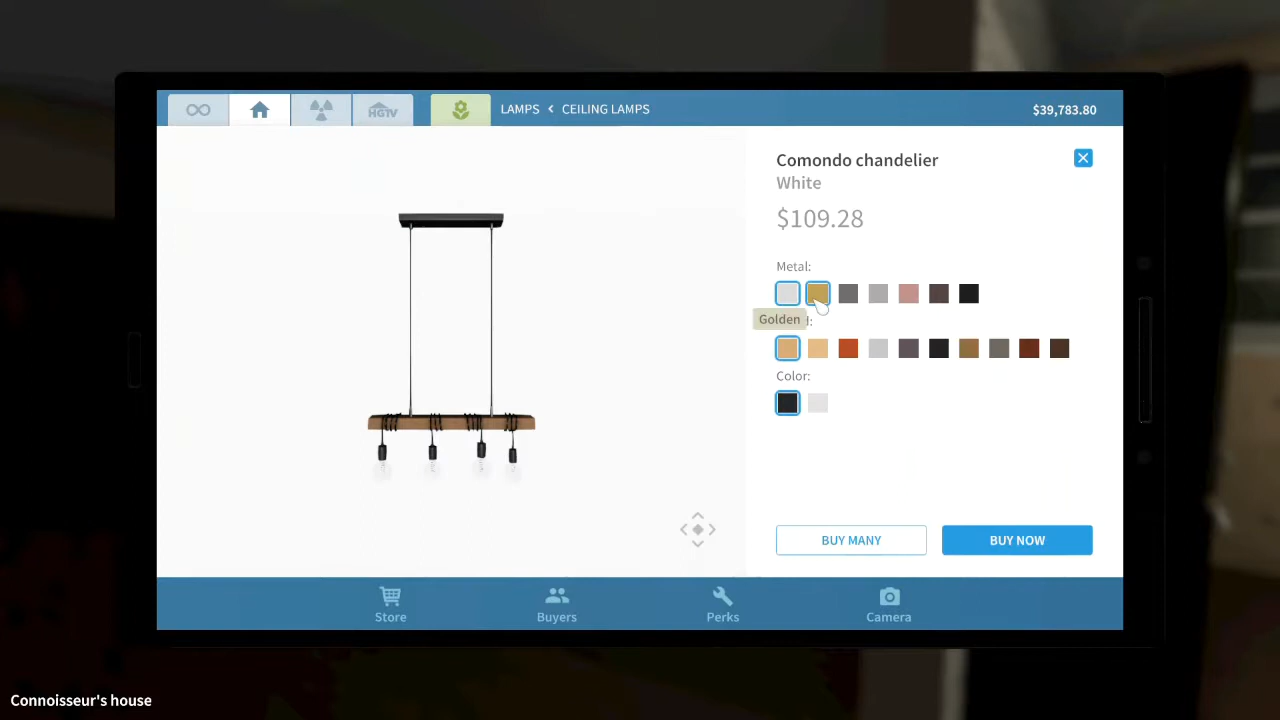 HGTV
LAMPS < CEILING LAMPS
$39,783.80
Comondo chandelier
White
$109.28
Metal:
Golden
Color:
BUY MANY
BUY NOW
Store
Buyers
Perks
Camera
Connoisseur's house